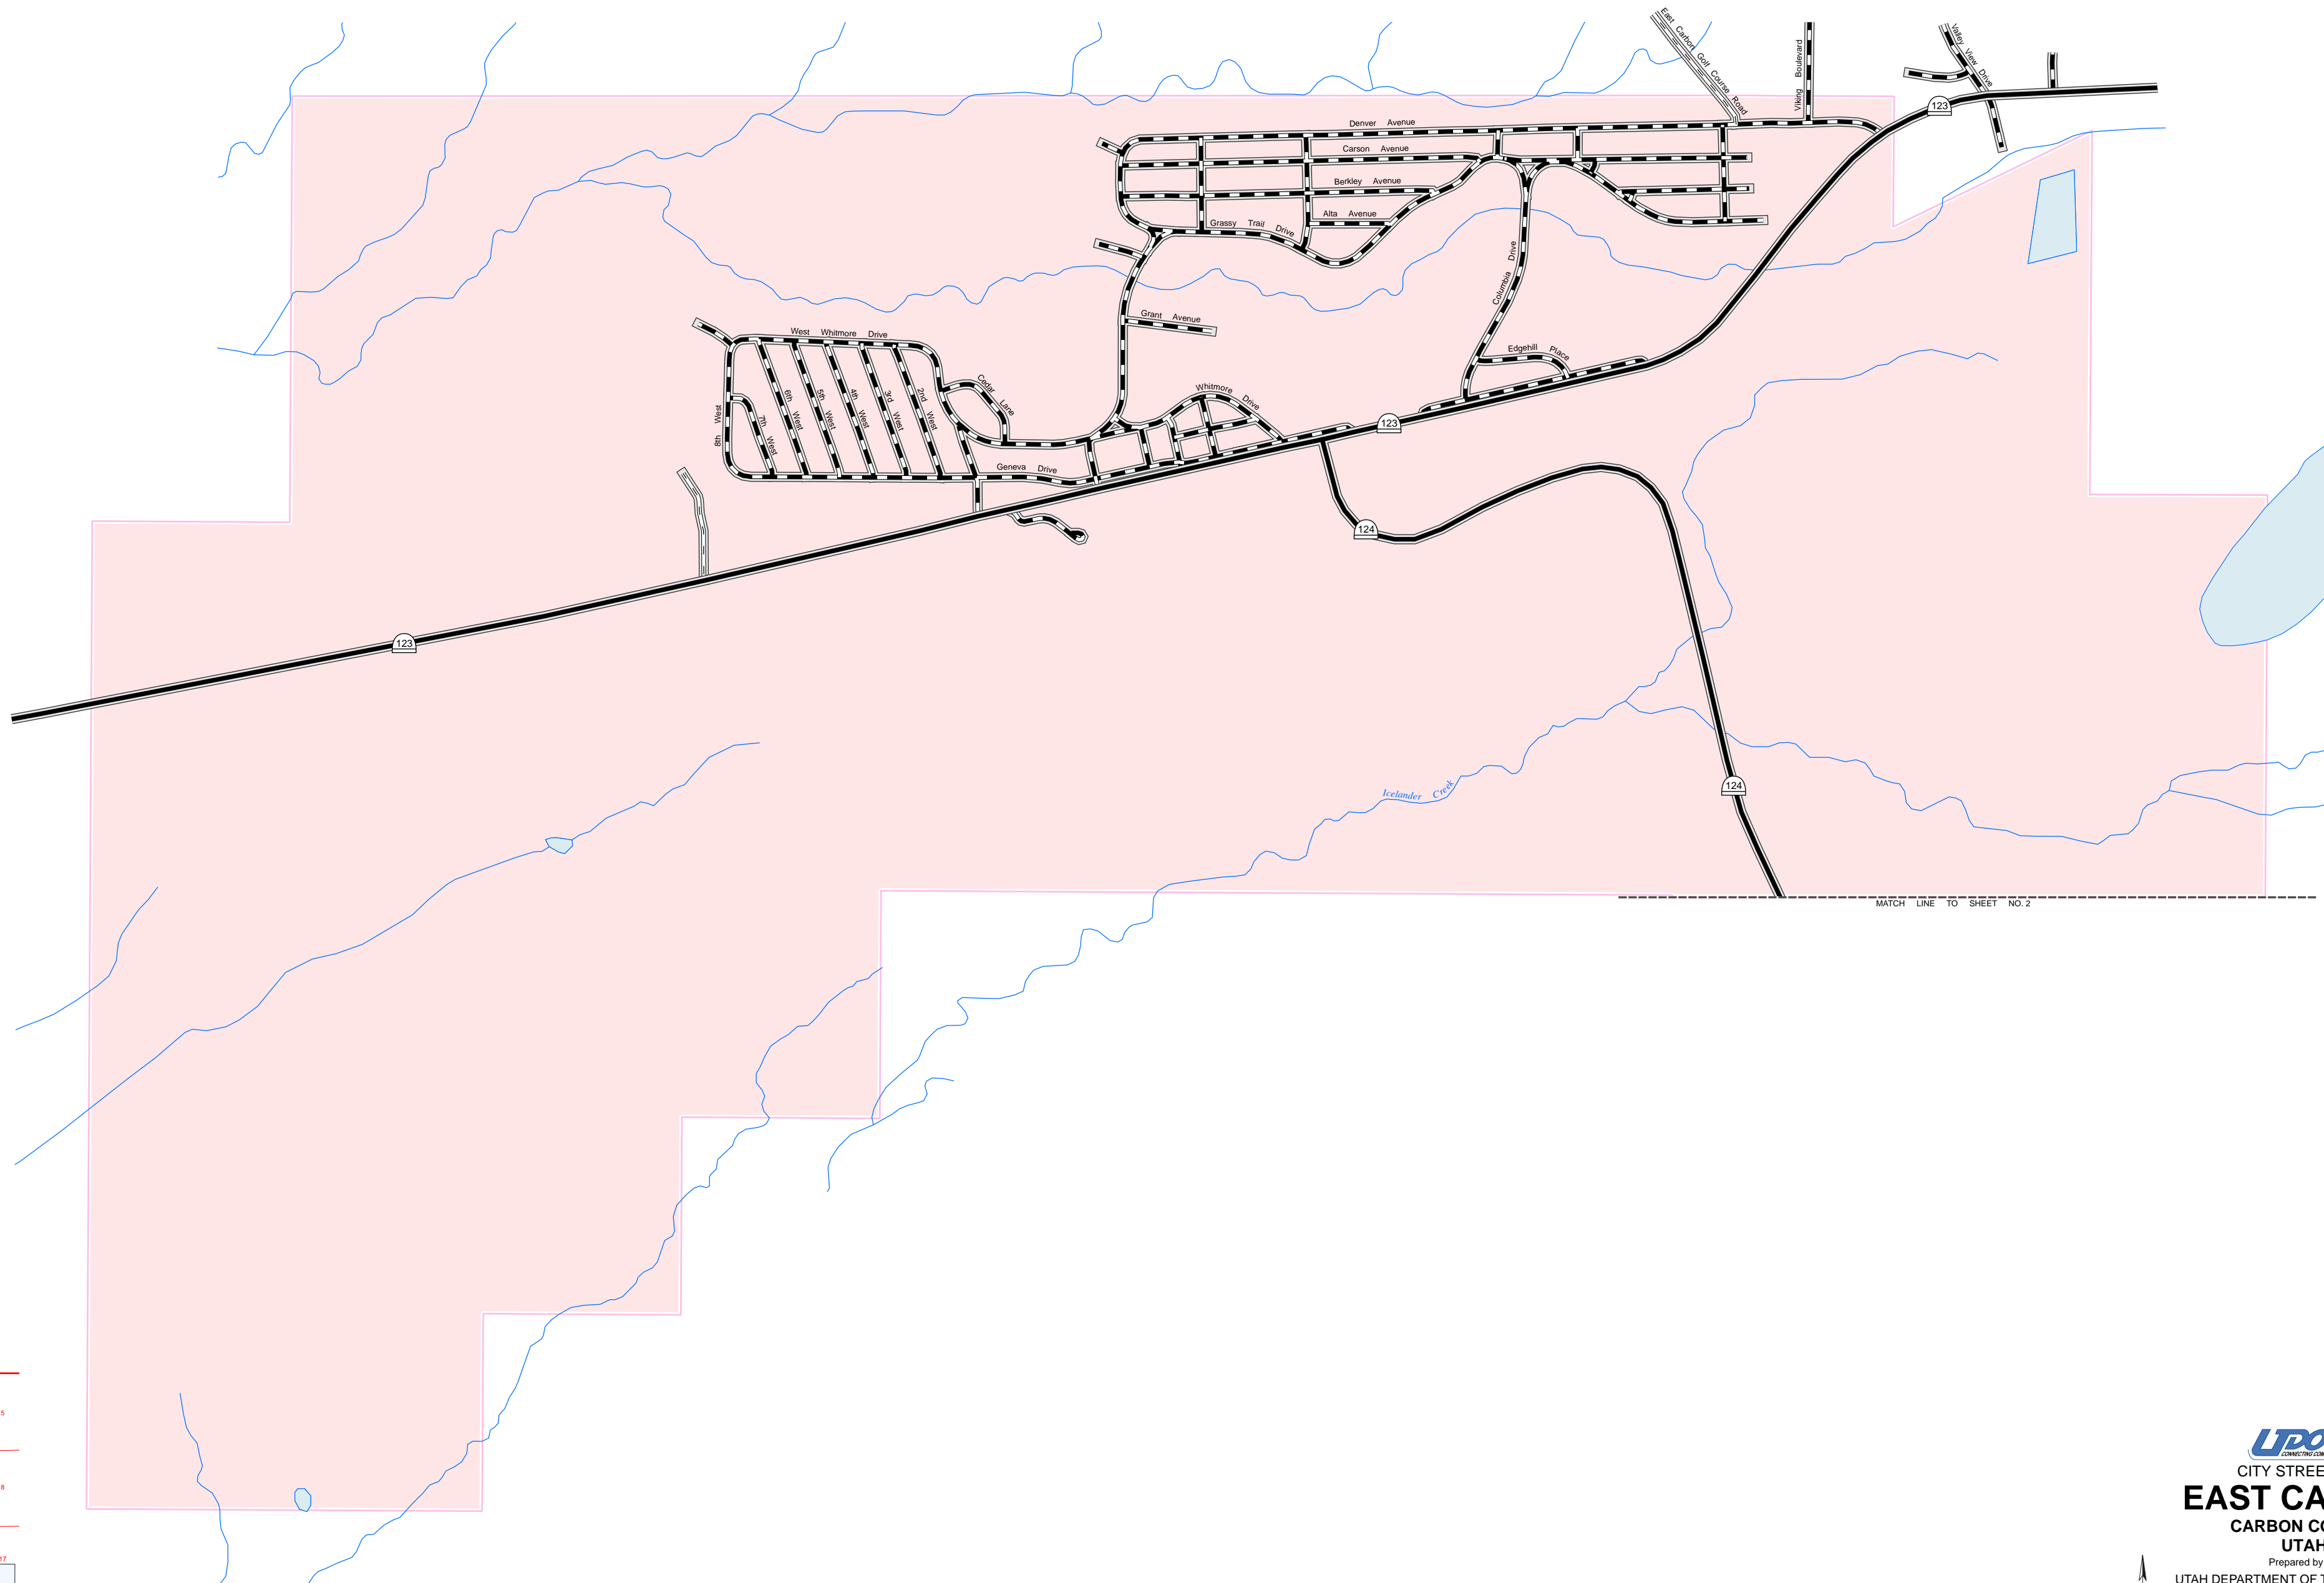 East Carbon Golf Course Road
Viking Boulevard
Valley View Drive
123
Denver Avenue
Carson Avenue
Berkley Avenue
Alta Avenue
Grassy Trail Drive
Columbia Drive
Grant Avenue
West Whitmore Drive
Edgehill Place
Cedar Lane
Whitmore Drive
8th West
7th West
6th West
5th West
4th West
3rd West
2nd West
123
Geneva Drive
124
123
124
Icelander Creek
MATCH LINE TO SHEET NO. 2
5
8
17
CITY STREE
EAST CA
CARBON CO
UTAH
Prepared by
UTAH DEPARTMENT OF T